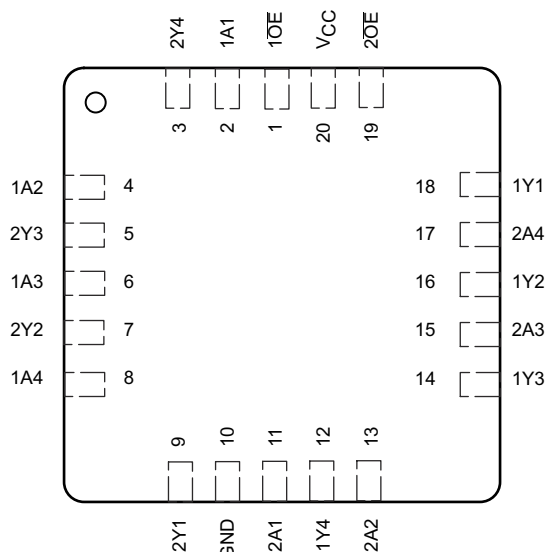 2Y4 1A1 1O̅E̅ VCC 2O̅E̅
3 2 1 20 19
1A2 4 18 1Y1
2Y3 5 17 2A4
1A3 6 16 1Y2
2Y2 7 15 2A3
1A4 8 14 1Y3
9 10 11 12 13
2Y1 GND 2A1 1Y4 2A2